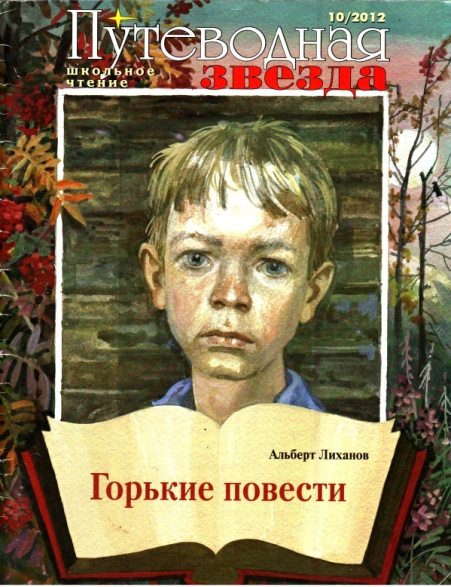 10/2012
Путеводная
школьное
чтение
звезда
Альберт Лиханов
Горькие повести